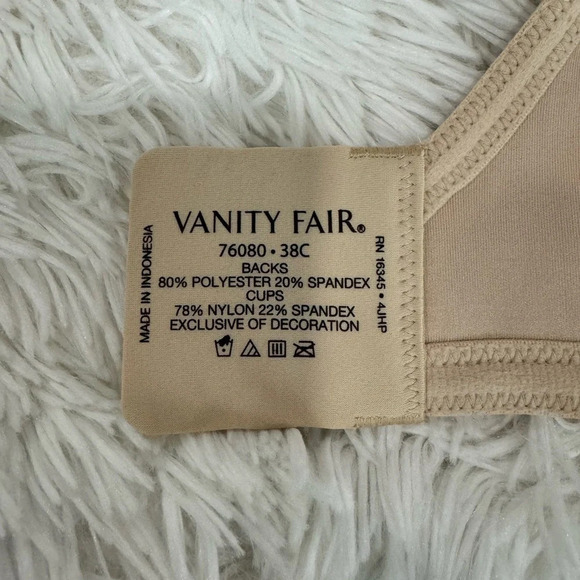 VANITY FAIR®
76080 • 38C
BACKS
80% POLYESTER 20% SPANDEX
CUPS
78% NYLON 22% SPANDEX
EXCLUSIVE OF DECORATION
MADE IN INDONESIA
RN 16345 • 4JHP